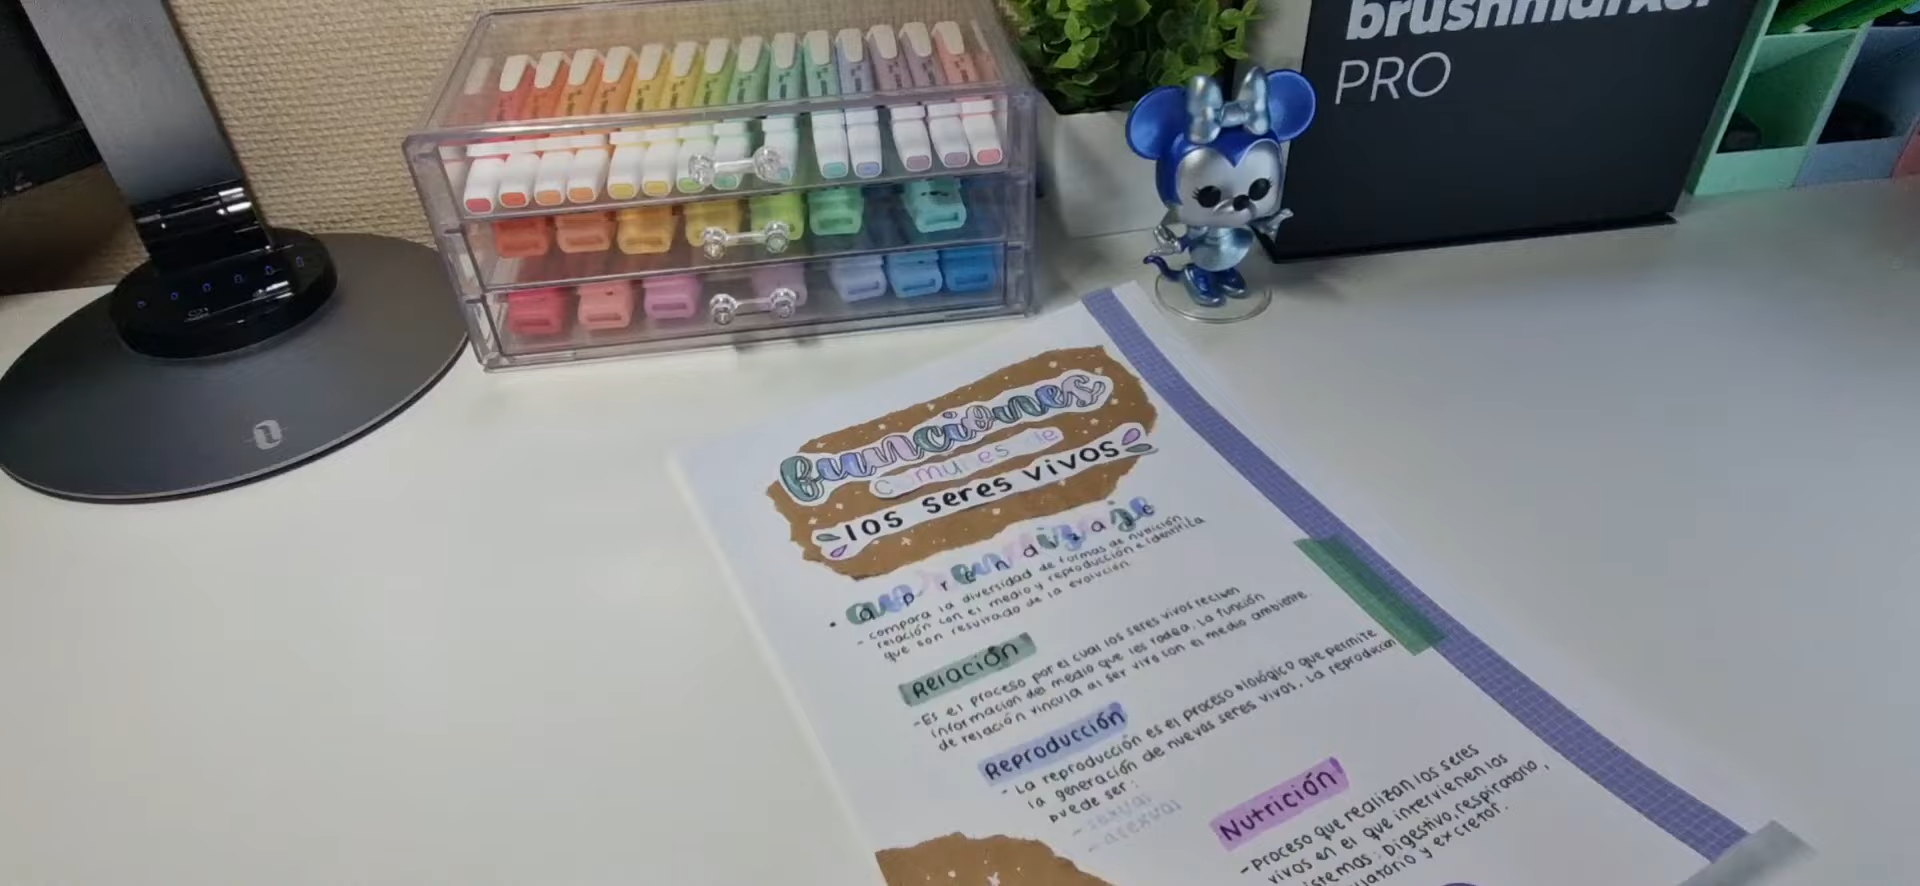 brushmarker
PRO
funciones
comunes de
los seres vivos
aprendizaje
- compara la diversidad de formas de nutrición,
relación con el medio y reproducción e identifica
que son resultado de la evolución.
Relación
- Es el proceso por el cual los seres vivos reciben
información del medio que les rodea. La función
de relación vincula al ser vivo con el medio ambiente.
Reproducción
- La reproducción es el proceso biológico que permite
la generación de nuevas seres vivos. La reproducción
puede ser:
- sexual
- asexual
Nutrición
- Proceso que realizan los seres
vivos en el que intervienen los
sistemas: Digestivo, respiratorio,
y excretor.